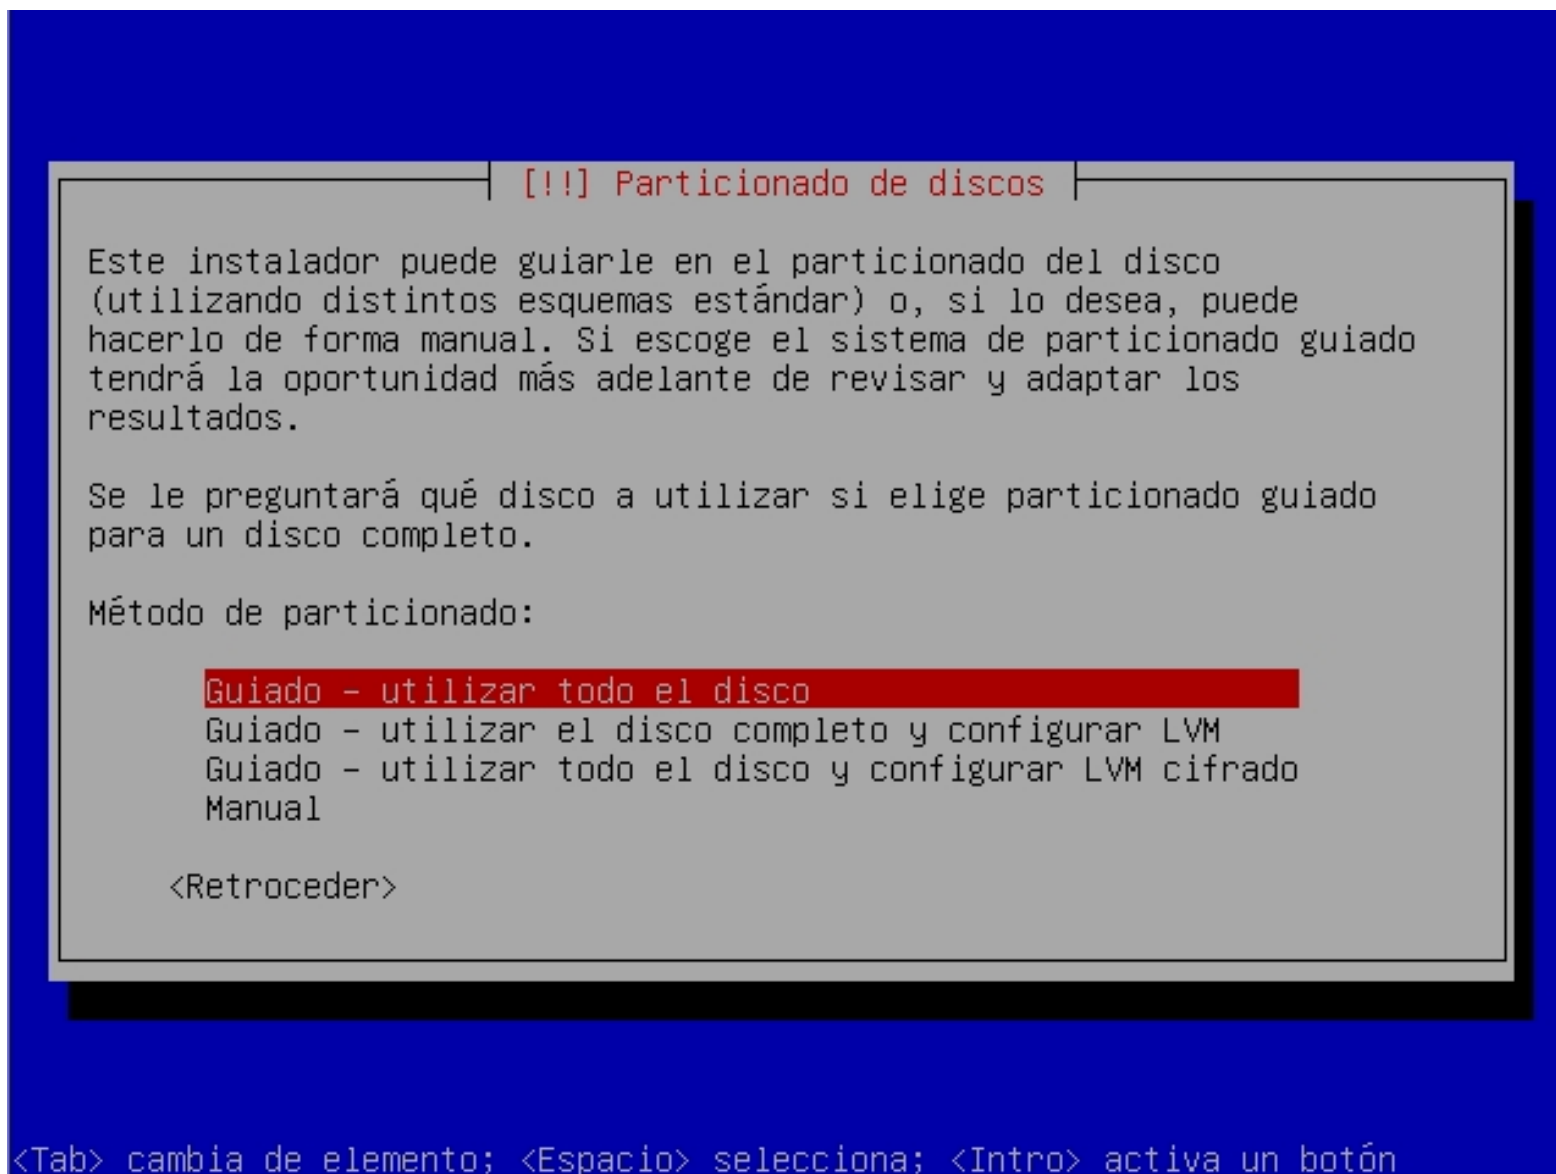 [!!] Particionado de discos
Este instalador puede guiarle en el particionado del disco
(utilizando distintos esquemas estándar) o, si lo desea, puede
hacerlo de forma manual. Si escoge el sistema de particionado guiado
tendrá la oportunidad más adelante de revisar y adaptar los
resultados.
Se le preguntará qué disco a utilizar si elige particionado guiado
para un disco completo.
Método de particionado:
Guiado – utilizar todo el disco
Guiado – utilizar el disco completo y configurar LVM
Guiado – utilizar todo el disco y configurar LVM cifrado
Manual
<Retroceder>
<Tab> cambia de elemento; <Espacio> selecciona; <Intro> activa un botón